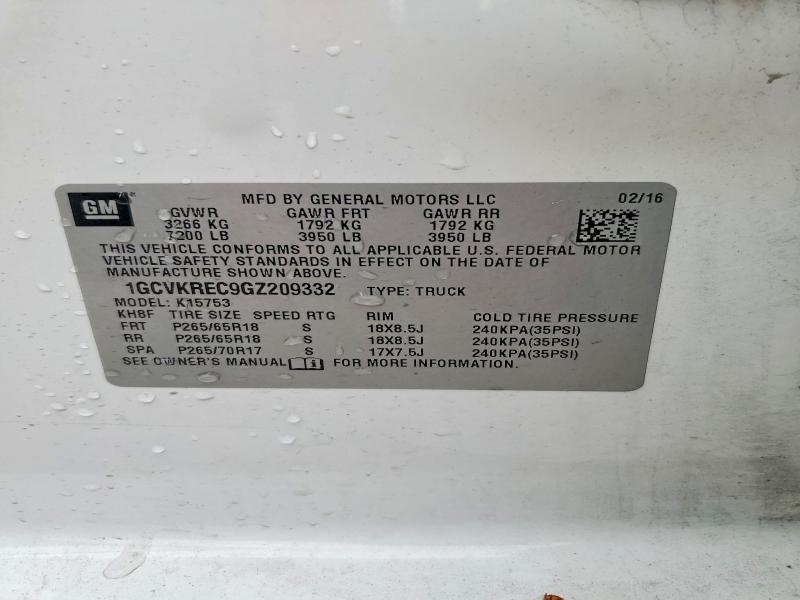 GM MFD BY GENERAL MOTORS LLC 02/16
GVWR GAWR FRT GAWR RR
3266 KG 1792 KG 1792 KG
7200 LB 3950 LB 3950 LB
THIS VEHICLE CONFORMS TO ALL APPLICABLE U.S. FEDERAL MOTOR
VEHICLE SAFETY STANDARDS IN EFFECT ON THE DATE OF
MANUFACTURE SHOWN ABOVE.
1GCVKREC9GZ209332 TYPE: TRUCK
MODEL: K15753
KH8F TIRE SIZE SPEED RTG RIM COLD TIRE PRESSURE
FRT P265/65R18 S 18X8.5J 240KPA(35PSI)
RR P265/65R18 S 18X8.5J 240KPA(35PSI)
SPA P265/70R17 S 17X7.5J 240KPA(35PSI)
SEE OWNER'S MANUAL FOR MORE INFORMATION.